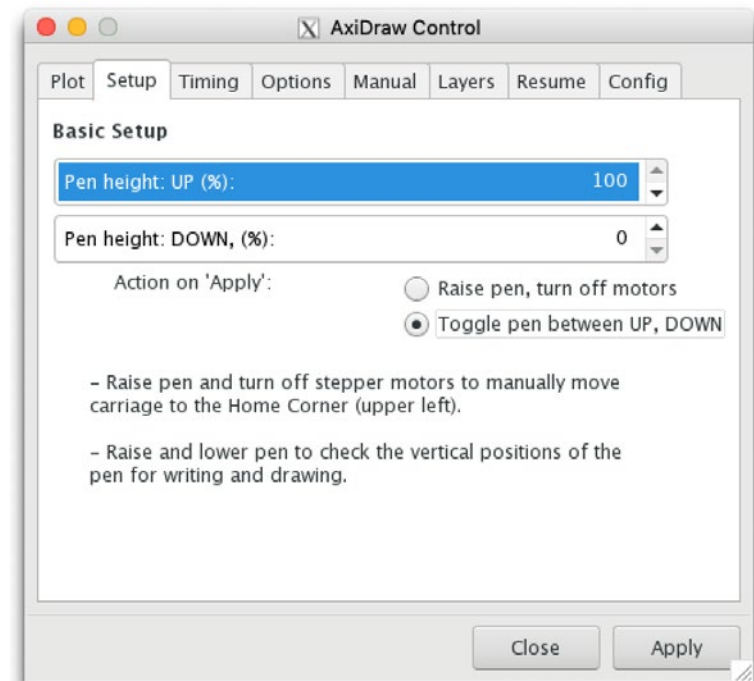 AxiDraw Control
Plot Setup Timing Options Manual Layers Resume Config
Basic Setup
Pen height: UP (%): 100
Pen height: DOWN, (%): 0
Action on 'Apply': Raise pen, turn off motors
Toggle pen between UP, DOWN
– Raise pen and turn off stepper motors to manually move
carriage to the Home Corner (upper left).
– Raise and lower pen to check the vertical positions of the
pen for writing and drawing.
Close Apply